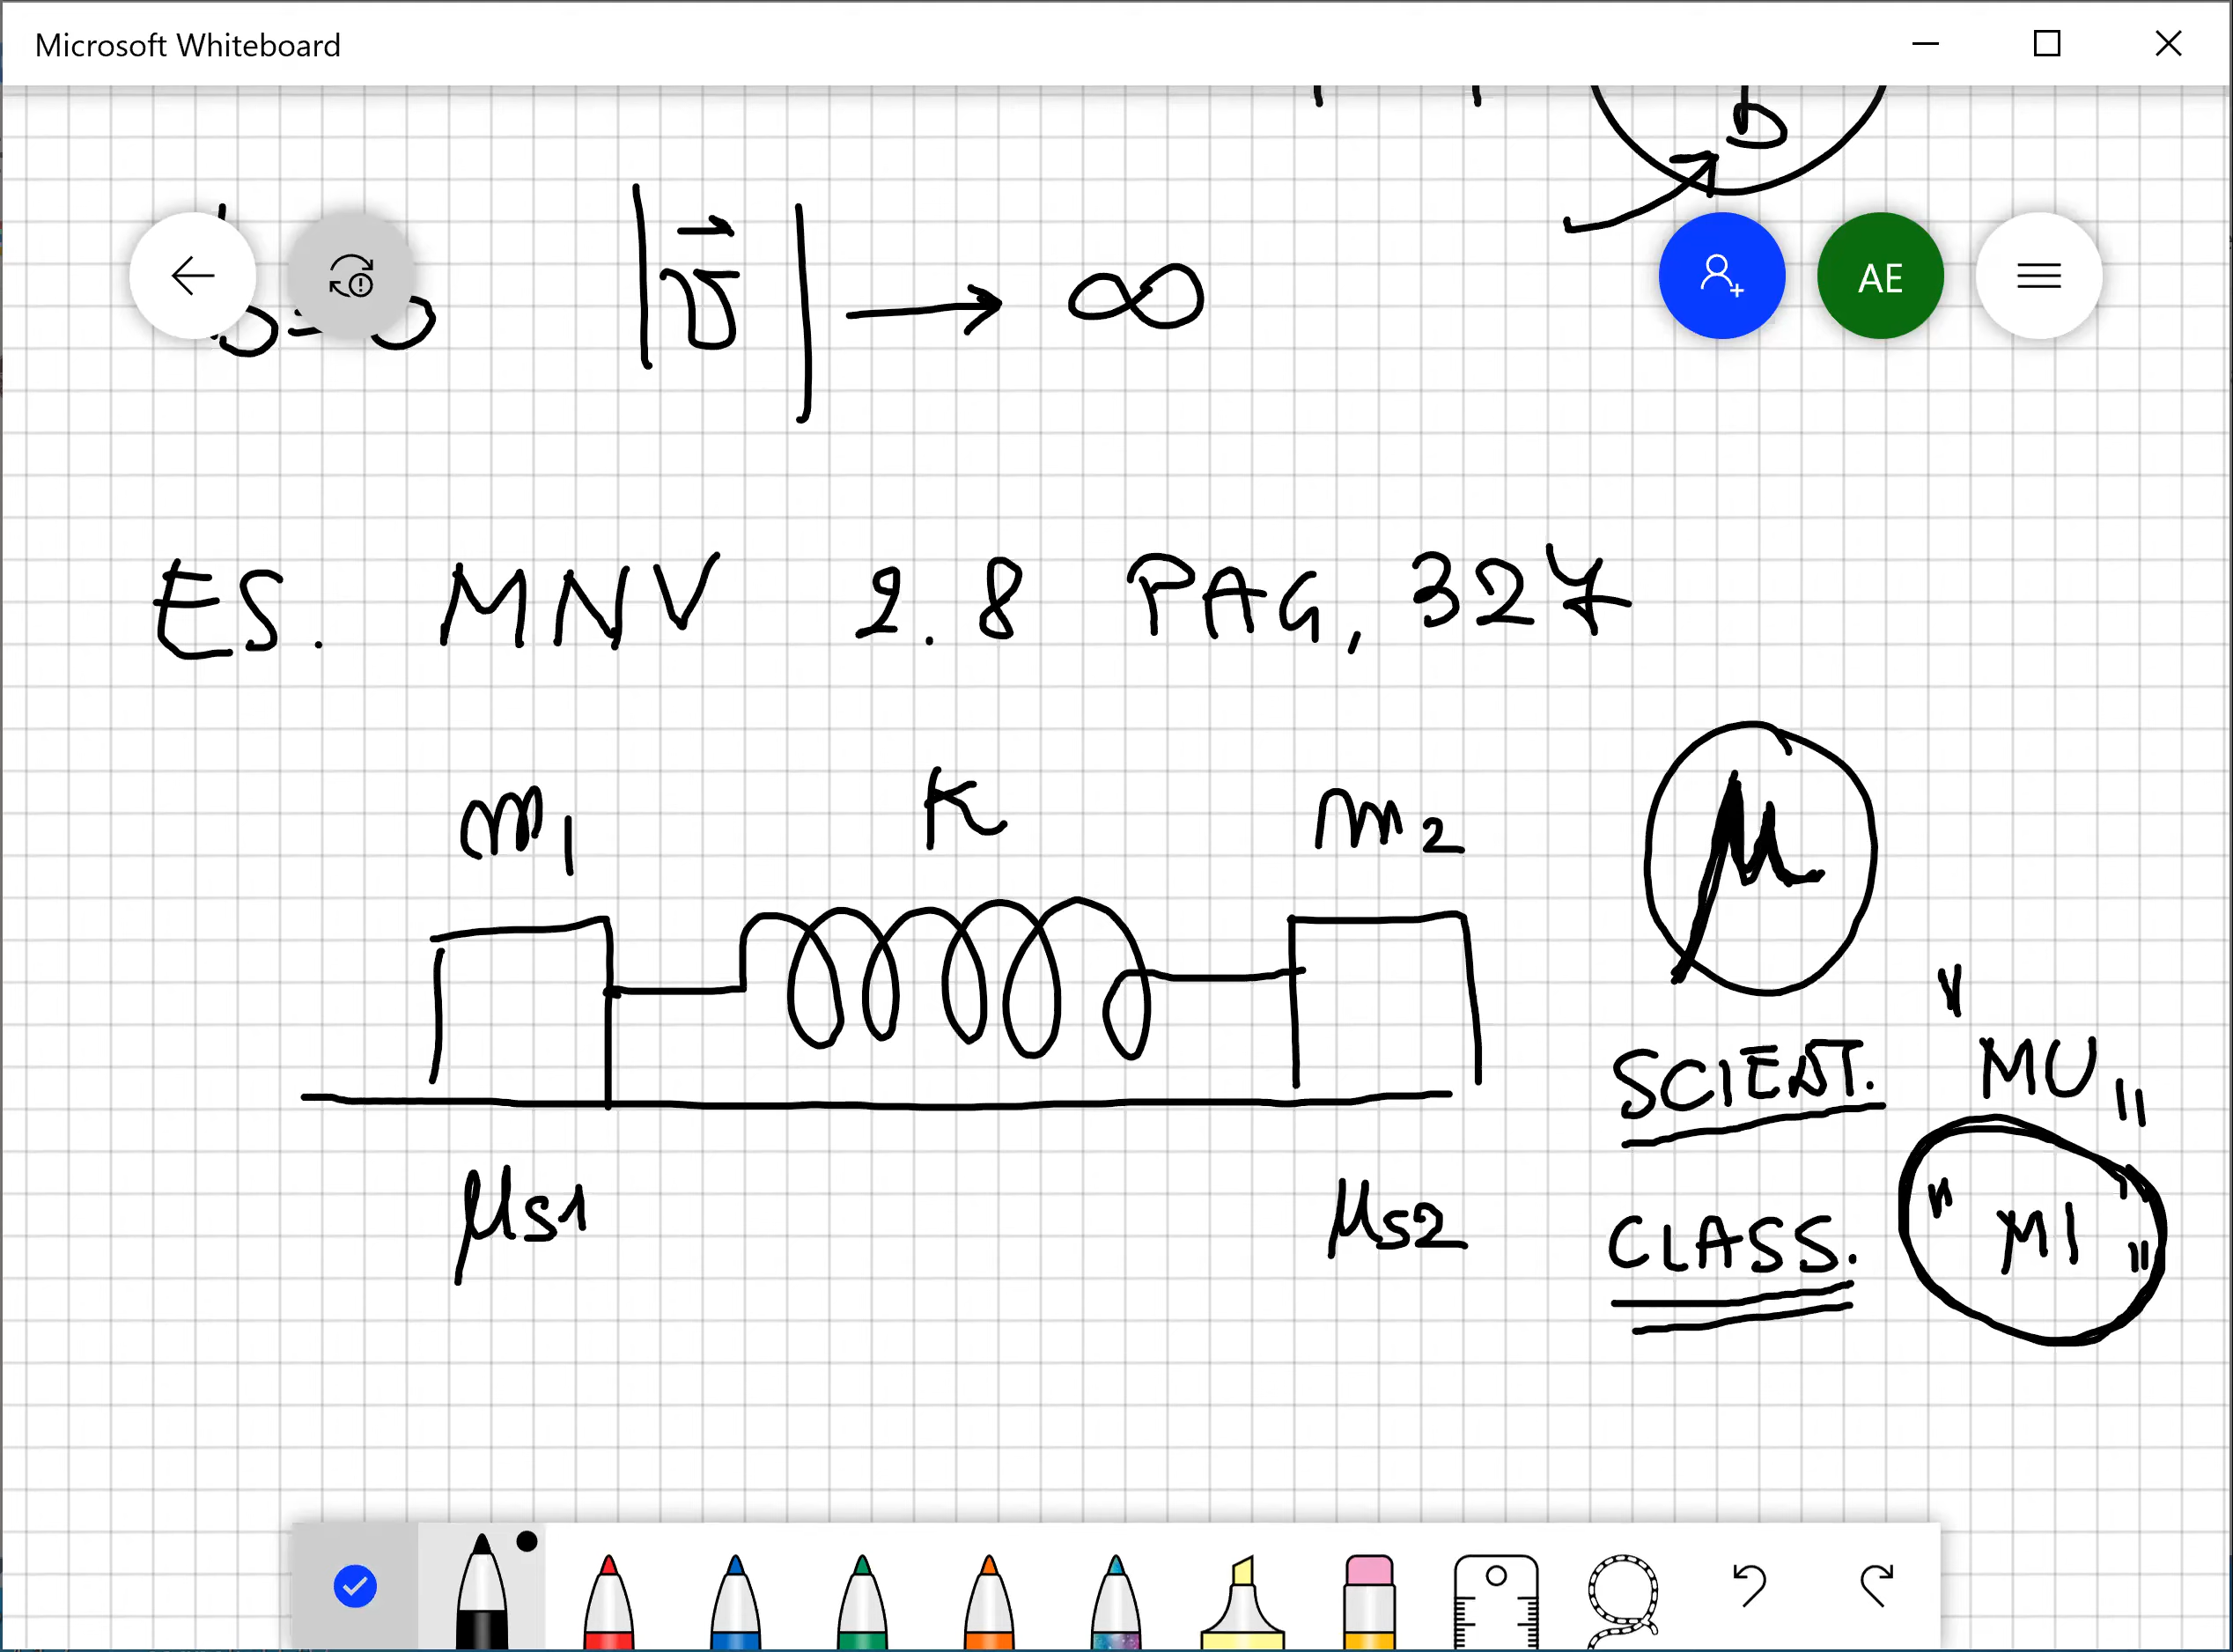 Microsoft Whiteboard
b
AE
|v⃗| → ∞
ES. MNV 2.8 PAG. 327
m1 K m2
μ
SCIENT. "MU"
μs1 μs2
CLASS. "MI"